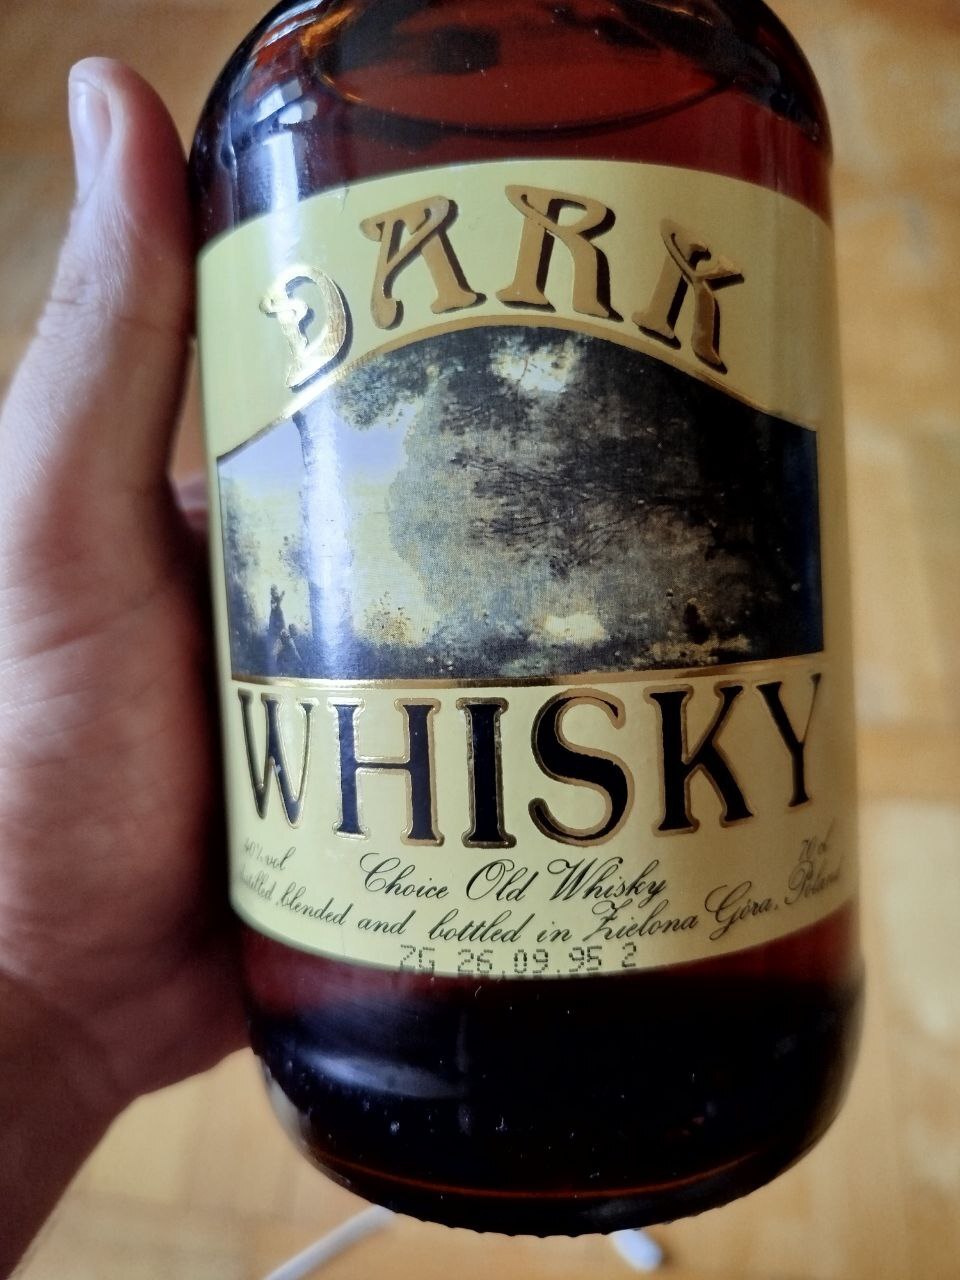 DARK
WHISKY
40% vol
70 cl
Choice Old Whisky
distilled, blended and bottled in Zielona Góra, Poland
ZG 26.09.95 2